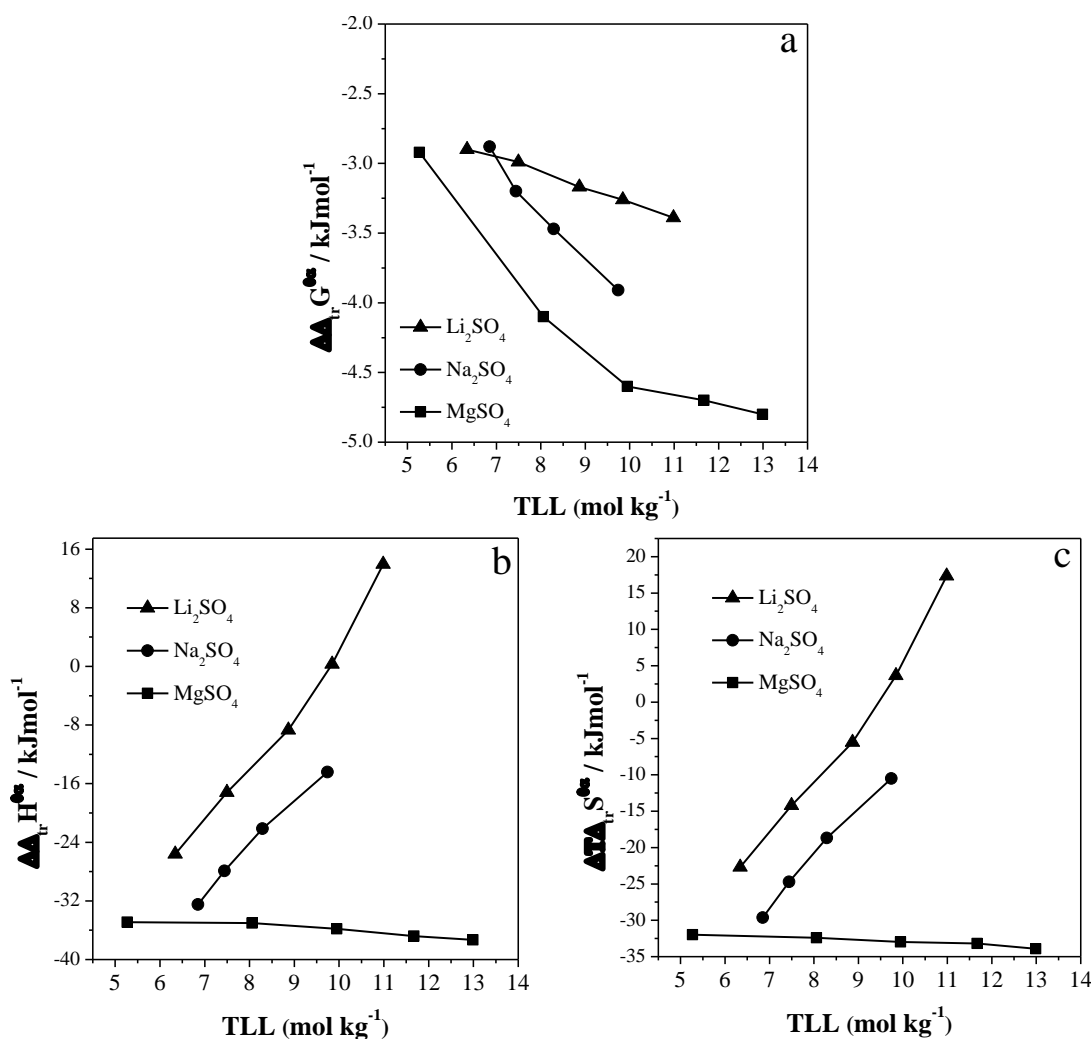 a
-2.0
-2.5
-3.0
-3.5
-4.0
-4.5
-5.0
5 6 7 8 9 10 11 12 13 14
/ kJmol⁻¹
Li₂SO₄
Na₂SO₄
MgSO₄
TLL (mol kg⁻¹)
b
16
8
0
-8
-16
-24
-32
-40
5 6 7 8 9 10 11 12 13 14
/ kJmol⁻¹
Li₂SO₄
Na₂SO₄
MgSO₄
TLL (mol kg⁻¹)
c
20
15
10
5
0
-5
-10
-15
-20
-25
-30
-35
5 6 7 8 9 10 11 12 13 14
/ kJmol⁻¹
Li₂SO₄
Na₂SO₄
MgSO₄
TLL (mol kg⁻¹)